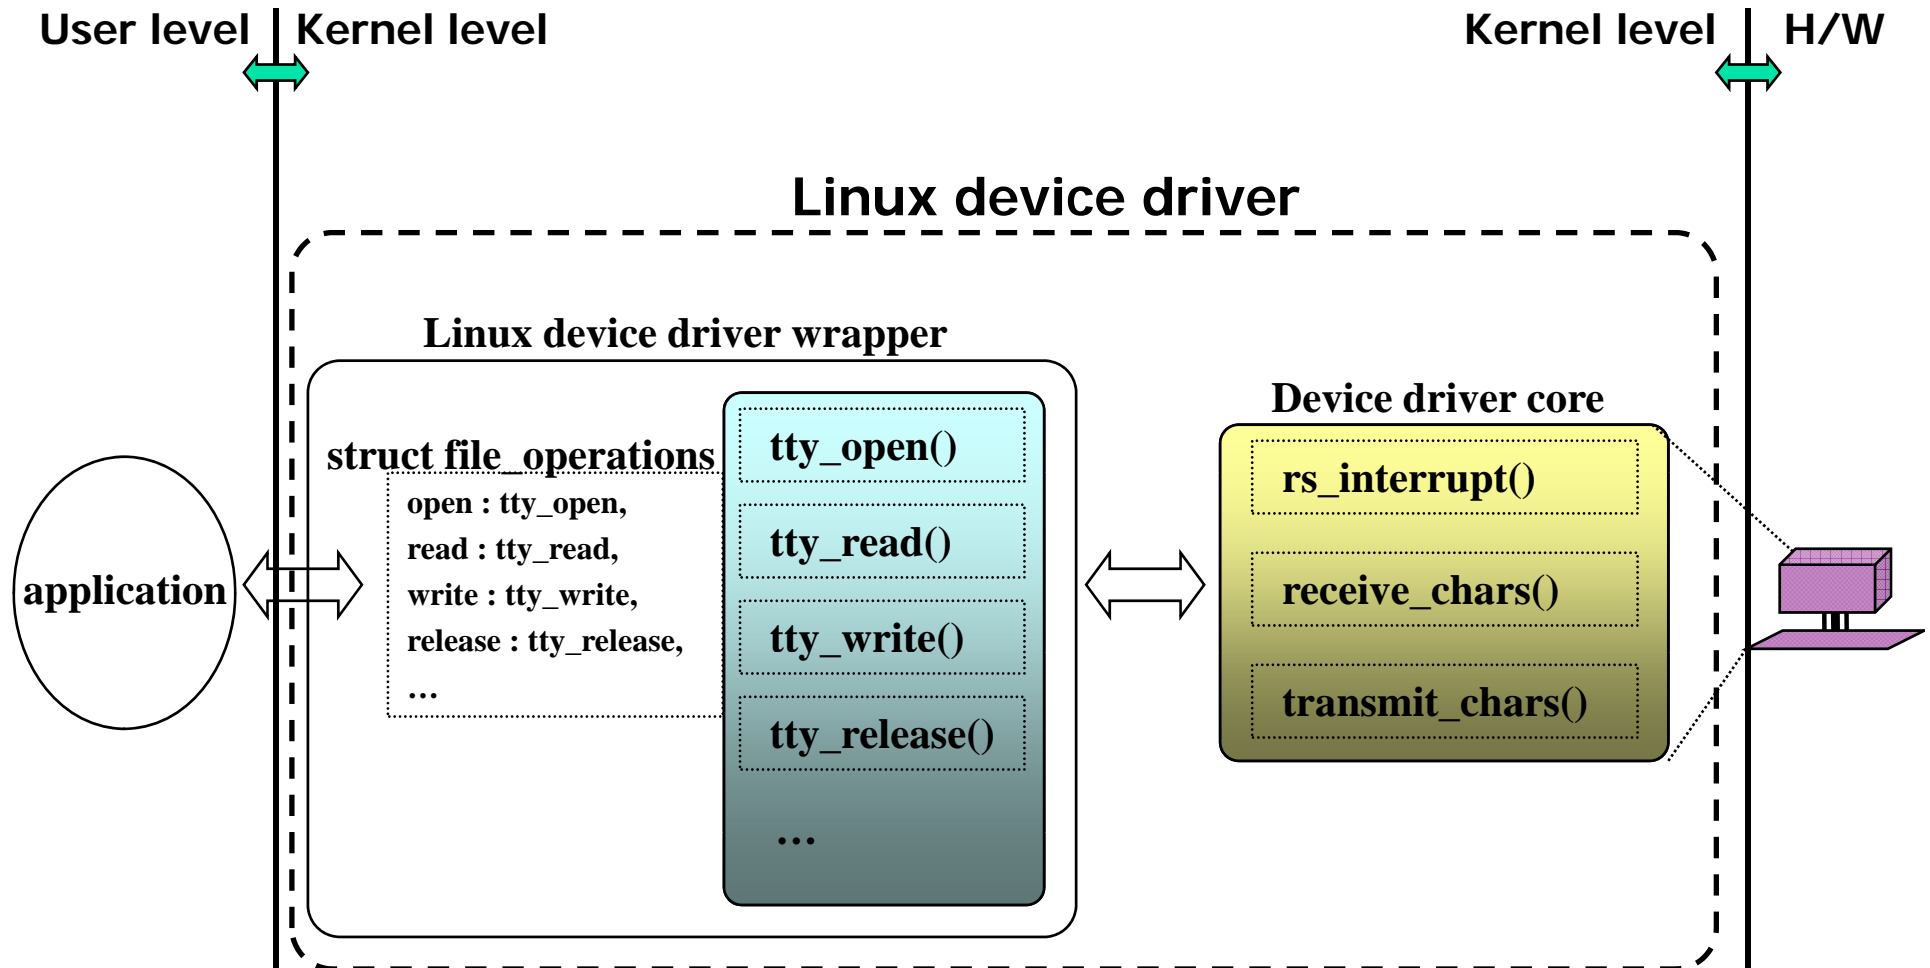 User level
Kernel level
Kernel level
H/W
Linux device driver
Linux device driver wrapper
struct file_operations
open : tty_open,
read : tty_read,
write : tty_write,
release : tty_release,
...
tty_open()
tty_read()
tty_write()
tty_release()
...
Device driver core
rs_interrupt()
receive_chars()
transmit_chars()
application